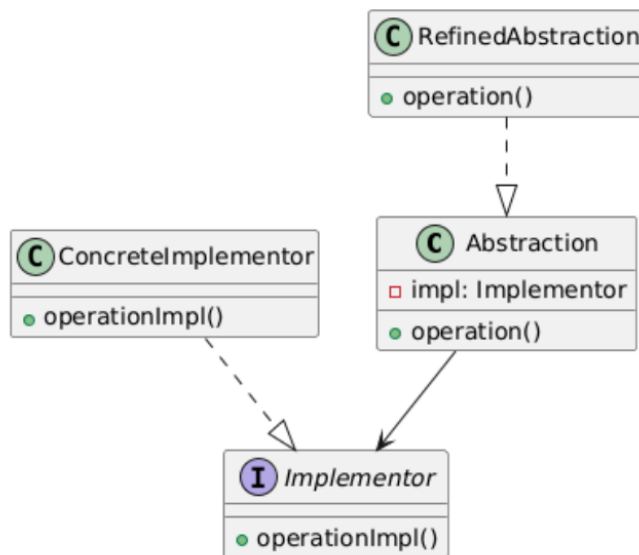 C RefinedAbstraction
operation()
C Abstraction
impl: Implementor
operation()
C ConcreteImplementor
operationImpl()
I Implementor
operationImpl()